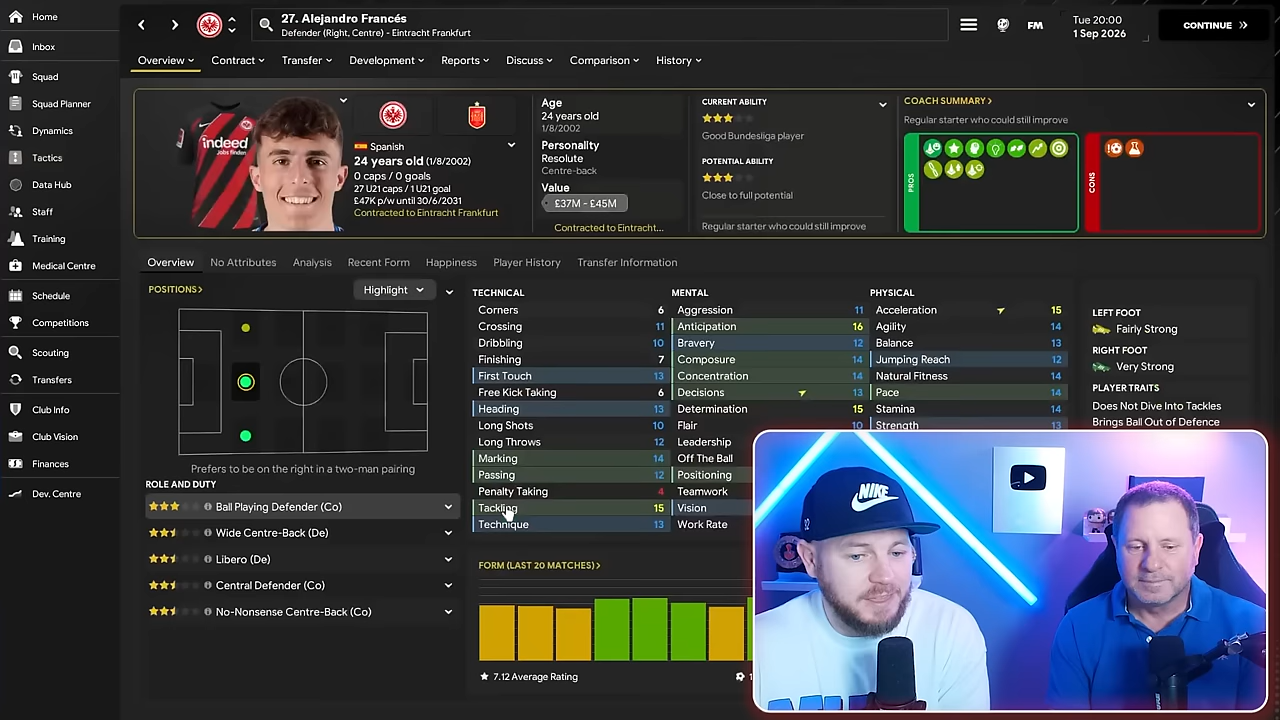 Home
Inbox
Squad
Squad Planner
Dynamics
Tactics
Data Hub
Staff
Training
Medical Centre
Schedule
Competitions
Scouting
Transfers
Club Info
Club Vision
Finances
Dev. Centre
27. Alejandro Francés
Defender (Right, Centre) - Eintracht Frankfurt
FM
Tue 20:00
1 Sep 2026
CONTINUE
Overview
Contract
Transfer
Development
Reports
Discuss
Comparison
History
indeed
Jobs finden
Spanish
24 years old (1/8/2002)
0 caps / 0 goals
27 U21 caps / 1 U21 goal
£47K p/w until 30/6/2031
Contracted to Eintracht Frankfurt
Age
24 years old
1/8/2002
Personality
Resolute
Centre-back
Value
£37M - £45M
Contracted to Eintracht...
CURRENT ABILITY
Good Bundesliga player
POTENTIAL ABILITY
Close to full potential
Regular starter who could still improve
COACH SUMMARY >
Regular starter who could still improve
PROS
CONS
Overview
No Attributes
Analysis
Recent Form
Happiness
Player History
Transfer Information
POSITIONS >
Highlight
Prefers to be on the right in a two-man pairing
ROLE AND DUTY
Ball Playing Defender (Co)
Wide Centre-Back (De)
Libero (De)
Central Defender (Co)
No-Nonsense Centre-Back (Co)
TECHNICAL
Corners 6
Crossing 11
Dribbling 10
Finishing 7
First Touch 13
Free Kick Taking 6
Heading 13
Long Shots 10
Long Throws 12
Marking 14
Passing 12
Penalty Taking 4
Tackling 15
Technique 13
MENTAL
Aggression 11
Anticipation 16
Bravery 12
Composure 14
Concentration 14
Decisions 13
Determination 15
Flair 10
Leadership
Off The Ball
Positioning
Teamwork
Vision
Work Rate
PHYSICAL
Acceleration 15
Agility 14
Balance 13
Jumping Reach 12
Natural Fitness 14
Pace 14
Stamina 14
Strength 13
LEFT FOOT
Fairly Strong
RIGHT FOOT
Very Strong
PLAYER TRAITS
Does Not Dive Into Tackles
Brings Ball Out of Defence
FORM (LAST 20 MATCHES) >
7.12 Average Rating
NIKE